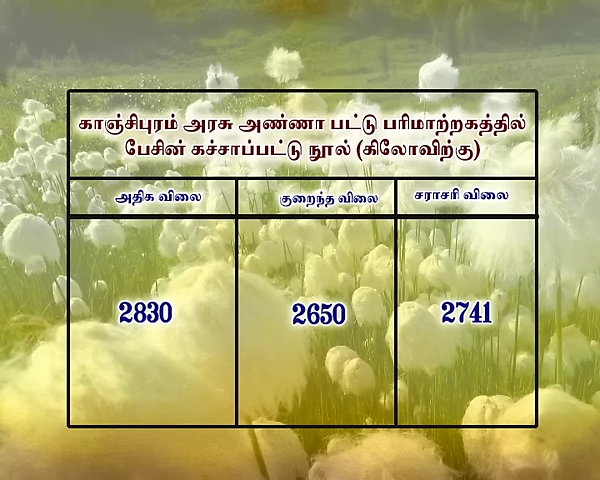 காஞ்சிபுரம் அரசு அண்ணா பட்டு பரிமாற்றகத்தில்
பேசின் கச்சாப்பட்டு நூல் (கிலோவிற்கு)
அதிக விலை குறைந்த விலை சராசரி விலை
2830 2650 2741